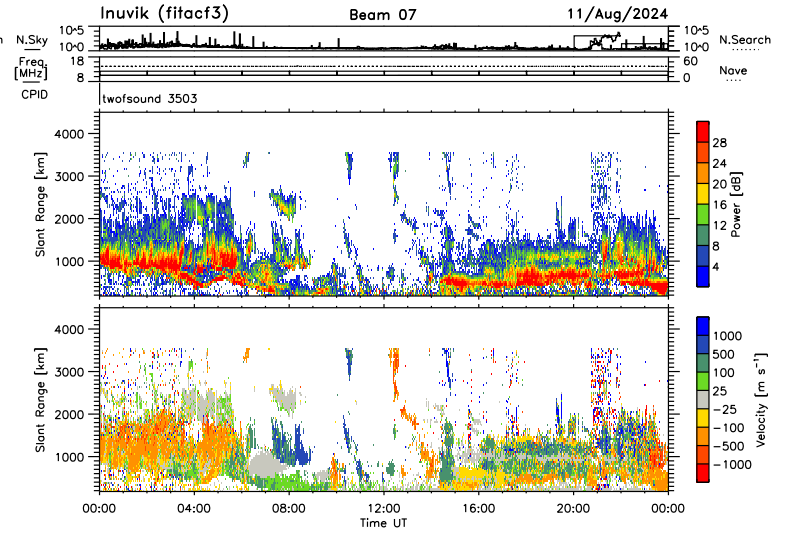 Inuvik (fitacf3) Beam 07 11/Aug/2024
N.Sky 10^5 10^5 N.Search
10^0 10^0
Freq. 18 60 Nave
[MHz] 8 0
CPID twofsound 3503
Slant Range [km]
4000
3000
2000
1000
Power [dB]
28
24
20
16
12
8
4
Slant Range [km]
4000
3000
2000
1000
Velocity [m s⁻¹]
1000
500
100
25
−25
−100
−500
−1000
00:00 04:00 08:00 12:00 16:00 20:00 00:00
Time UT